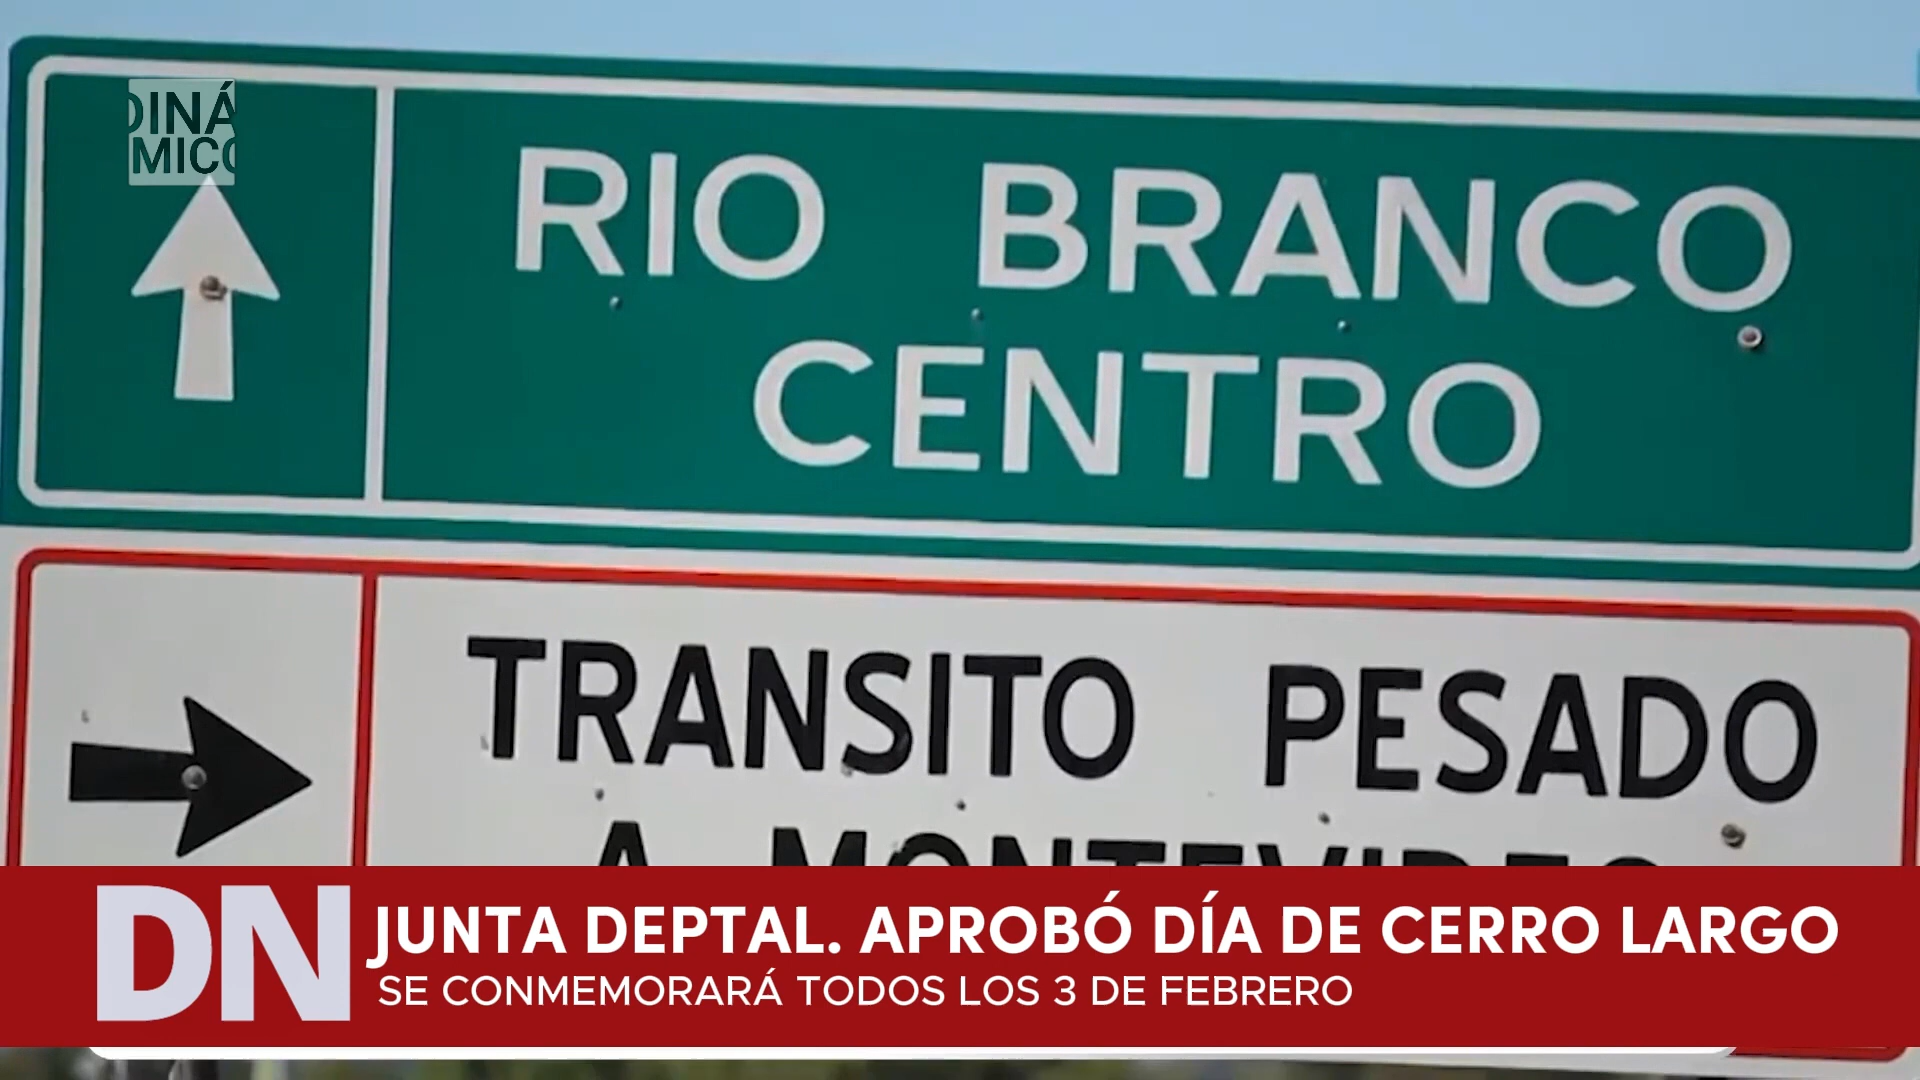 DINÁ
MICO
RIO BRANCO
CENTRO
TRANSITO PESADO
A MONTEVIDEO
DN
JUNTA DEPTAL. APROBÓ DÍA DE CERRO LARGO
SE CONMEMORARÁ TODOS LOS 3 DE FEBRERO